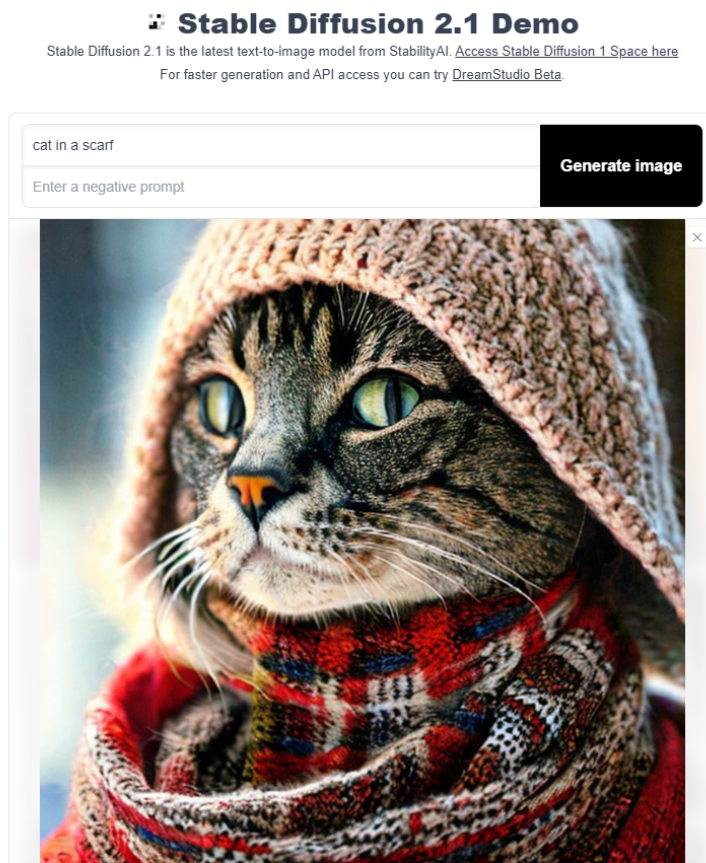 Stable Diffusion 2.1 Demo
Stable Diffusion 2.1 is the latest text-to-image model from StabilityAI. Access Stable Diffusion 1 Space here
For faster generation and API access you can try DreamStudio Beta.
cat in a scarf
Generate image
Enter a negative prompt